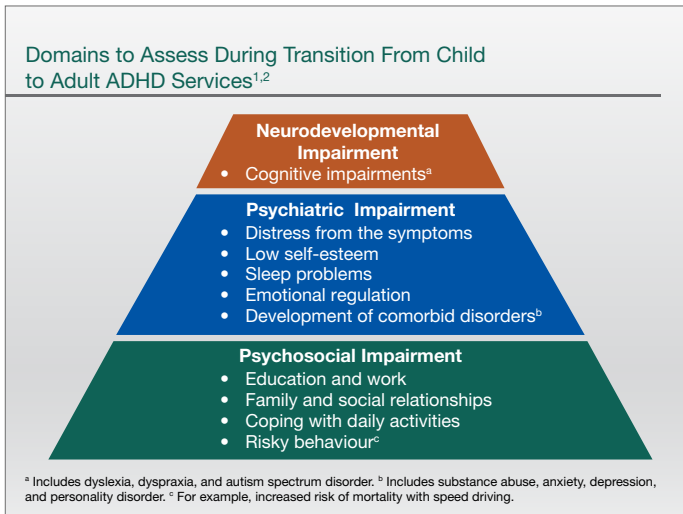 Domains to Assess During Transition From Child
to Adult ADHD Services1,2
Neurodevelopmental
Impairment
• Cognitive impairmentsa
Psychiatric Impairment
• Distress from the symptoms
• Low self-esteem
• Sleep problems
• Emotional regulation
• Development of comorbid disordersb
Psychosocial Impairment
• Education and work
• Family and social relationships
• Coping with daily activities
• Risky behaviourc
a Includes dyslexia, dyspraxia, and autism spectrum disorder. b Includes substance abuse, anxiety, depression,
and personality disorder. c For example, increased risk of mortality with speed driving.